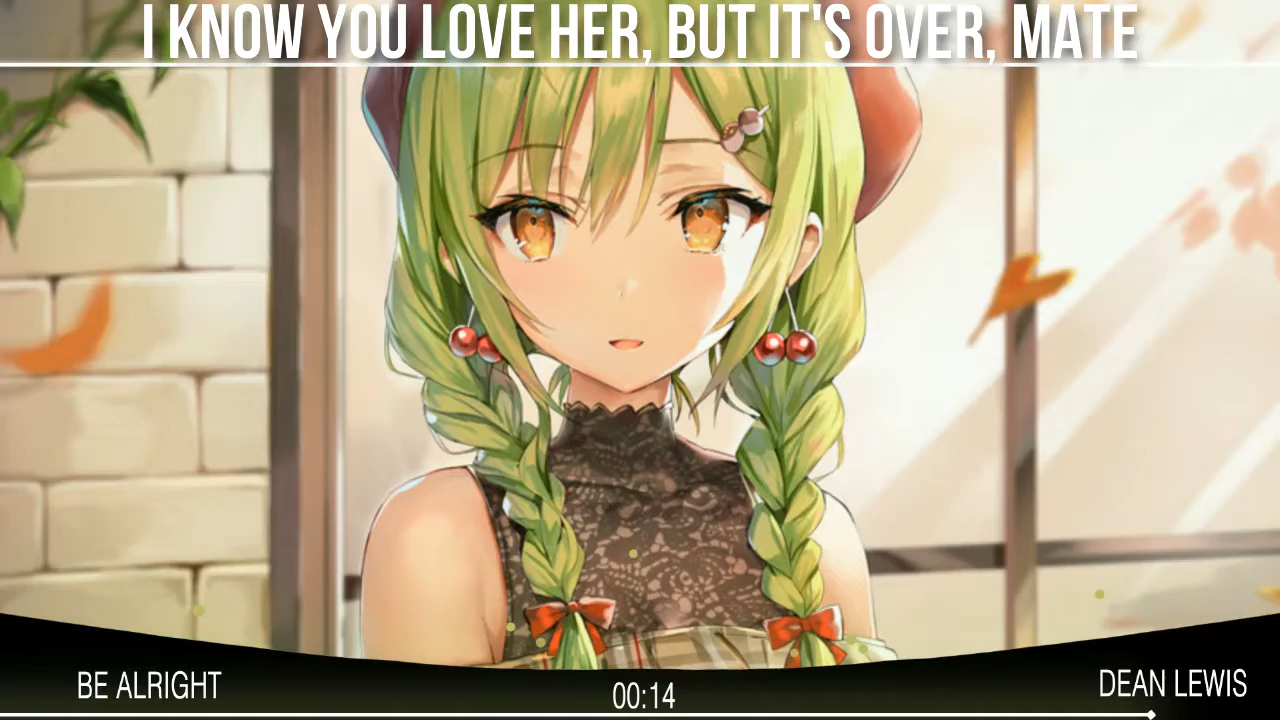 I KNOW YOU LOVE HER, BUT IT'S OVER, MATE
BE ALRIGHT
00:14
DEAN LEWIS